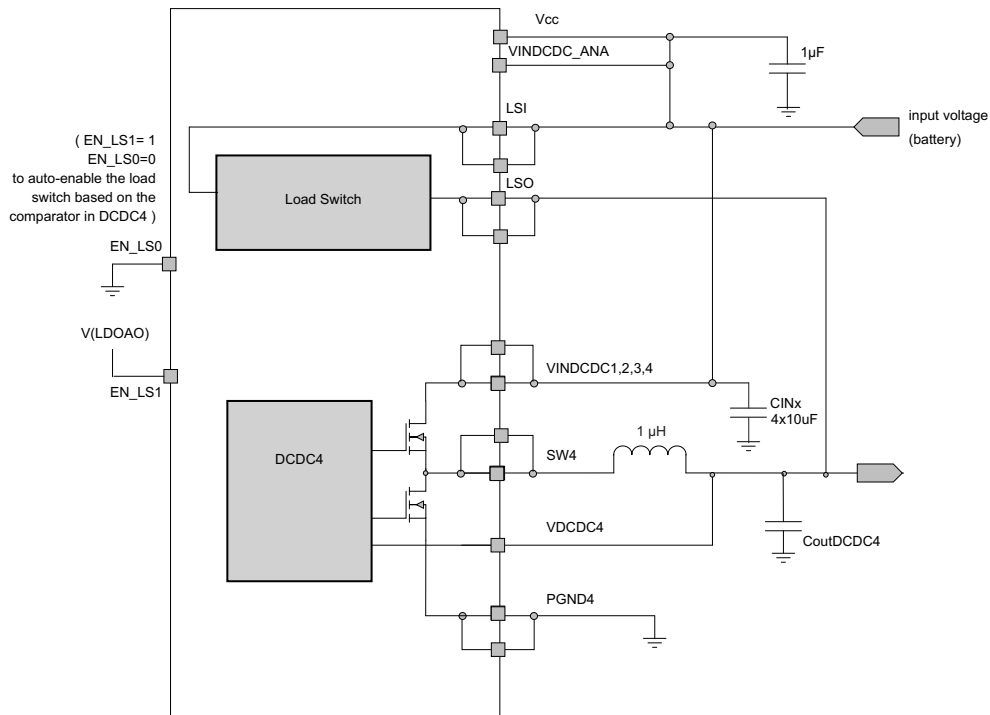 Vcc
VINDCDC_ANA
1µF
LSI
input voltage
(battery)
( EN_LS1= 1
EN_LS0=0
to auto-enable the load
switch based on the
comparator in DCDC4 )
Load Switch
LSO
EN_LS0
V(LDOAO)
EN_LS1
VINDCDC1,2,3,4
CINx
4x10uF
DCDC4
SW4
1 µH
VDCDC4
CoutDCDC4
PGND4